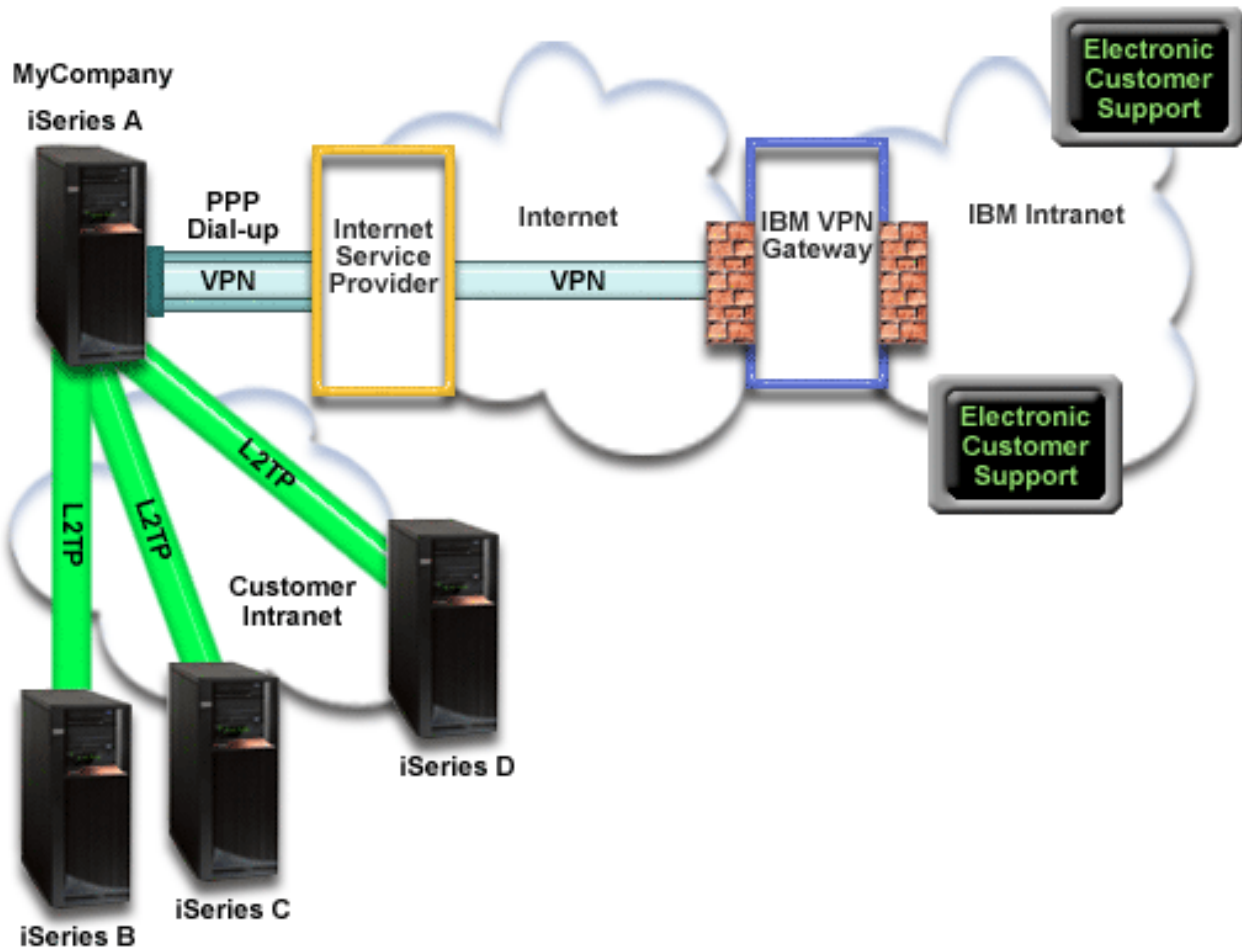 MyCompany
iSeries A
PPP
Dial-up
VPN
Internet
Service
Provider
Internet
VPN
IBM VPN
Gateway
IBM Intranet
Electronic
Customer
Support
Electronic
Customer
Support
L2TP
L2TP
L2TP
Customer
Intranet
iSeries D
iSeries C
iSeries B